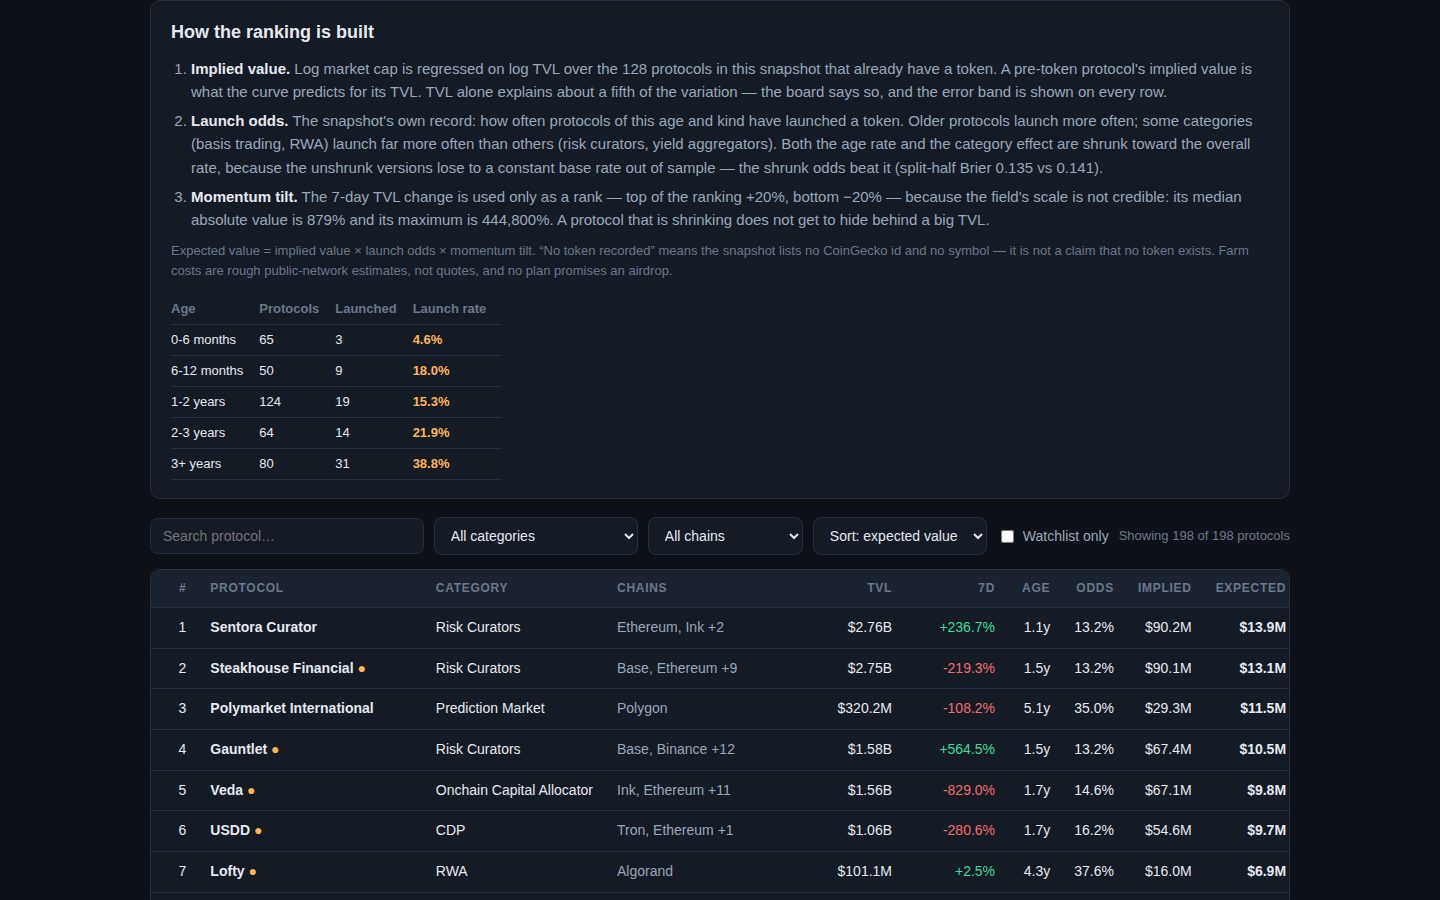 How the ranking is built
1. Implied value. Log market cap is regressed on log TVL over the 128 protocols in this snapshot that already have a token. A pre-token protocol's implied value is
what the curve predicts for its TVL. TVL alone explains about a fifth of the variation — the board says so, and the error band is shown on every row.
2. Launch odds. The snapshot's own record: how often protocols of this age and kind have launched a token. Older protocols launch more often; some categories
(basis trading, RWA) launch far more often than others (risk curators, yield aggregators). Both the age rate and the category effect are shrunk toward the overall
rate, because the unshrunk versions lose to a constant base rate out of sample — the shrunk odds beat it (split-half Brier 0.135 vs 0.141).
3. Momentum tilt. The 7-day TVL change is used only as a rank — top of the ranking +20%, bottom −20% — because the field's scale is not credible: its median
absolute value is 879% and its maximum is 444,800%. A protocol that is shrinking does not get to hide behind a big TVL.
Expected value = implied value × launch odds × momentum tilt. “No token recorded” means the snapshot lists no CoinGecko id and no symbol — it is not a claim that no token exists. Farm
costs are rough public-network estimates, not quotes, and no plan promises an airdrop.
Age Protocols Launched Launch rate
0-6 months 65 3 4.6%
6-12 months 50 9 18.0%
1-2 years 124 19 15.3%
2-3 years 64 14 21.9%
3+ years 80 31 38.8%
Search protocol… All categories All chains Sort: expected value Watchlist only Showing 198 of 198 protocols
# PROTOCOL CATEGORY CHAINS TVL 7D AGE ODDS IMPLIED EXPECTED
1 Sentora Curator Risk Curators Ethereum, Ink +2 $2.76B +236.7% 1.1y 13.2% $90.2M $13.9M
2 Steakhouse Financial ● Risk Curators Base, Ethereum +9 $2.75B -219.3% 1.5y 13.2% $90.1M $13.1M
3 Polymarket International Prediction Market Polygon $320.2M -108.2% 5.1y 35.0% $29.3M $11.5M
4 Gauntlet ● Risk Curators Base, Binance +12 $1.58B +564.5% 1.5y 13.2% $67.4M $10.5M
5 Veda ● Onchain Capital Allocator Ink, Ethereum +11 $1.56B -829.0% 1.7y 14.6% $67.1M $9.8M
6 USDD ● CDP Tron, Ethereum +1 $1.06B -280.6% 1.7y 16.2% $54.6M $9.7M
7 Lofty ● RWA Algorand $101.1M +2.5% 4.3y 37.6% $16.0M $6.9M